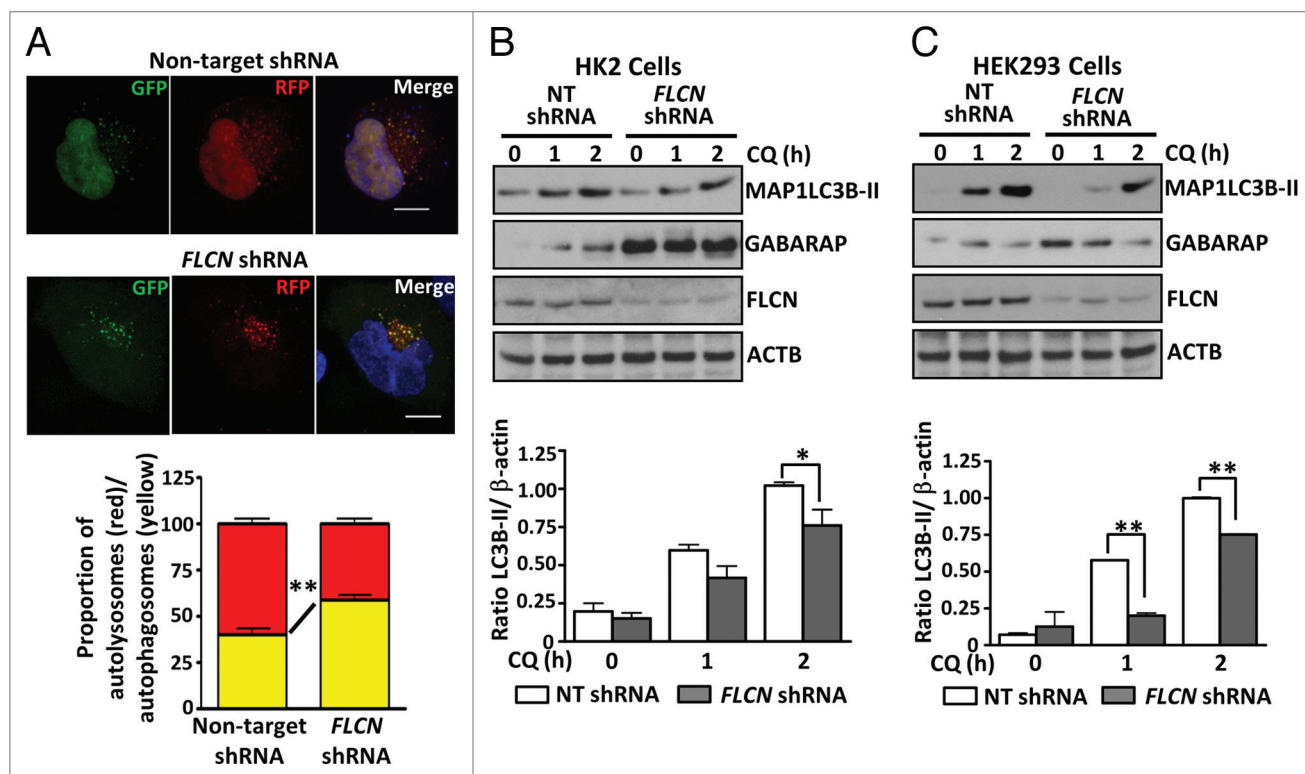 A
Non-target shRNA
GFP
RFP
Merge
FLCN shRNA
GFP
RFP
Merge
Proportion of
autolysosomes (red)/
autophagosomes (yellow)
125
100
75
50
25
0
**
Non-target
shRNA
FLCN
shRNA
B
HK2 Cells
NT
shRNA
FLCN
shRNA
0 1 2 0 1 2 CQ (h)
MAP1LC3B-II
GABARAP
FLCN
ACTB
Ratio LC3B-II/ β-actin
1.25
1.00
0.75
0.50
0.25
0
*
CQ (h) 0 1 2
NT shRNA FLCN shRNA
C
HEK293 Cells
NT
shRNA
FLCN
shRNA
0 1 2 0 1 2 CQ (h)
MAP1LC3B-II
GABARAP
FLCN
ACTB
Ratio LC3B-II/ β-actin
1.25
1.00
0.75
0.50
0.25
0
**
**
CQ (h) 0 1 2
NT shRNA FLCN shRNA